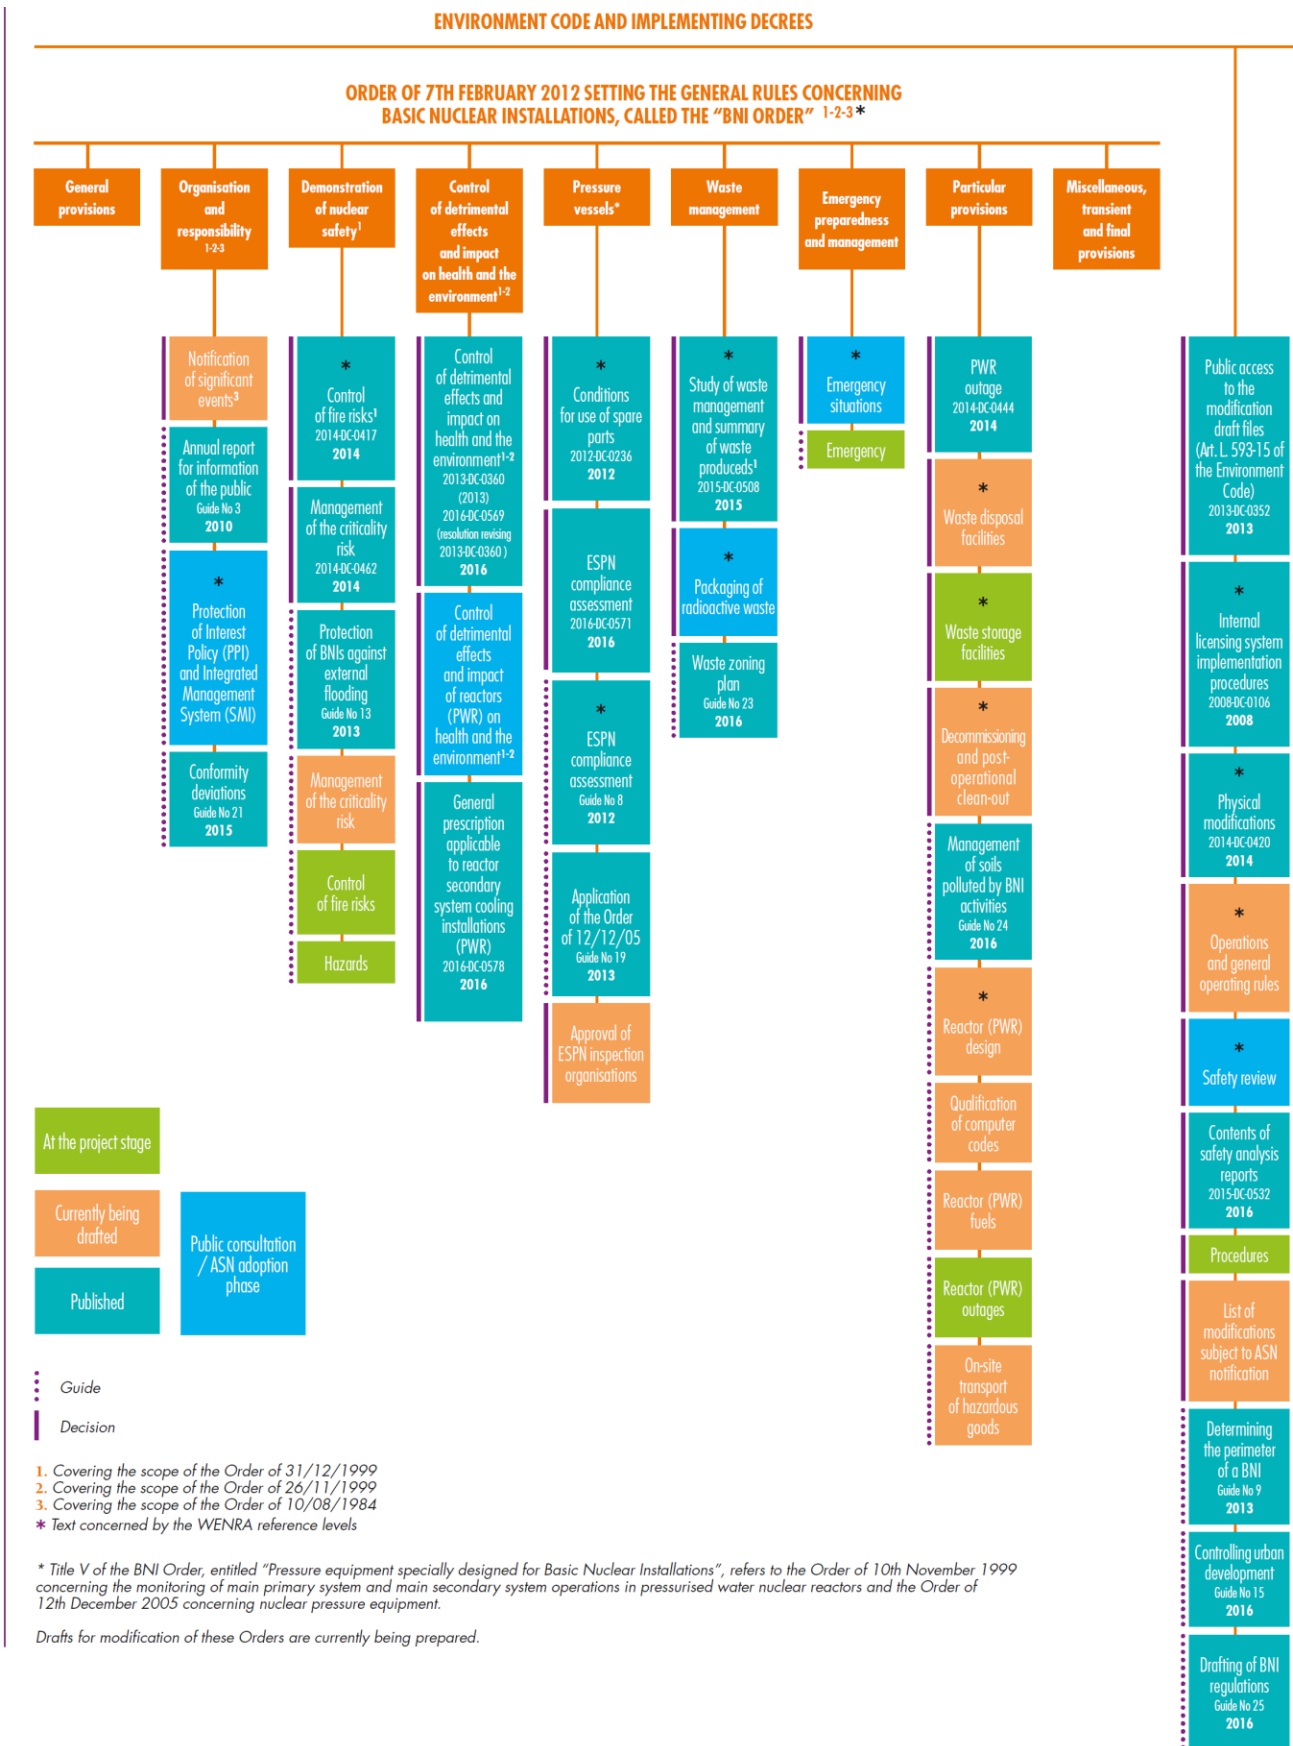 ENVIRONMENT CODE AND IMPLEMENTING DECREES
ORDER OF 7TH FEBRUARY 2012 SETTING THE GENERAL RULES CONCERNING
BASIC NUCLEAR INSTALLATIONS, CALLED THE “BNI ORDER” 1-2-3*
General
provisions
Organisation
and
responsibility
1-2-3
Demonstration
of nuclear
safety1
Control
of detrimental
effects
and impact
on health and the
environment1-2
Pressure
vessels*
Waste
management
Emergency
preparedness
and management
Particular
provisions
Miscellaneous,
transient
and final
provisions
Notification
of significant
events3
Annual report
for information
of the public
Guide No 3
2010
*
Protection
of Interest
Policy (PPI)
and Integrated
Management
System (SMI)
Conformity
deviations
Guide No 21
2015
*
Control
of fire risks1
2014-DC-0417
2014
Management
of the criticality
risk
2014-DC-0462
2014
Protection
of BNIs against
external
flooding
Guide No 13
2013
Management
of the criticality
risk
Control
of fire risks
Hazards
Control
of detrimental
effects and
impact on
health and the
environment1-2
2013-DC-0360
(2013)
2016-DC-0569
(resolution revising
2013-DC-0360 )
2016
Control
of detrimental
effects
and impact
of reactors
(PWR) on
health and the
environment1-2
General
prescription
applicable
to reactor
secondary
system cooling
installations
(PWR)
2016-DC-0578
2016
*
Conditions
for use of spare
parts
2012-DC-0236
2012
ESPN
compliance
assessment
2016-DC-0571
2016
*
ESPN
compliance
assessment
Guide No 8
2012
Application
of the Order
of 12/12/05
Guide No 19
2013
Approval of
ESPN inspection
organisations
*
Study of waste
management
and summary
of waste
produceds1
2015-DC-0508
2015
*
Packaging of
radioactive waste
Waste zoning
plan
Guide No 23
2016
*
Emergency
situations
Emergency
PWR
outage
2014-DC-0444
2014
*
Waste disposal
facilities
*
Waste storage
facilities
*
Decommissioning
and post-
operational
clean-out
Management
of soils
polluted by BNI
activities
Guide No 24
2016
*
Reactor (PWR)
design
Qualification
of computer
codes
Reactor (PWR)
fuels
Reactor (PWR)
outages
On-site
transport
of hazardous
goods
Public access
to the
modification
draft files
(Art. L. 593-15 of
the Environment
Code)
2013-DC-0352
2013
*
Internal
licensing system
implementation
procedures
2008-DC-0106
2008
*
Physical
modifications
2014-DC-0420
2014
*
Operations
and general
operating rules
*
Safety review
Contents of
safety analysis
reports
2015-DC-0532
2016
Procedures
List of
modifications
subject to ASN
notification
Determining
the perimeter
of a BNI
Guide No 9
2013
Controlling urban
development
Guide No 15
2016
Drafting of BNI
regulations
Guide No 25
2016
At the project stage
Currently being
drafted
Published
Public consultation
/ ASN adoption
phase
Guide
Decision
1. Covering the scope of the Order of 31/12/1999
2. Covering the scope of the Order of 26/11/1999
3. Covering the scope of the Order of 10/08/1984
* Text concerned by the WENRA reference levels
* Title V of the BNI Order, entitled “Pressure equipment specially designed for Basic Nuclear Installations”, refers to the Order of 10th November 1999
concerning the monitoring of main primary system and main secondary system operations in pressurised water nuclear reactors and the Order of
12th December 2005 concerning nuclear pressure equipment.
Drafts for modification of these Orders are currently being prepared.